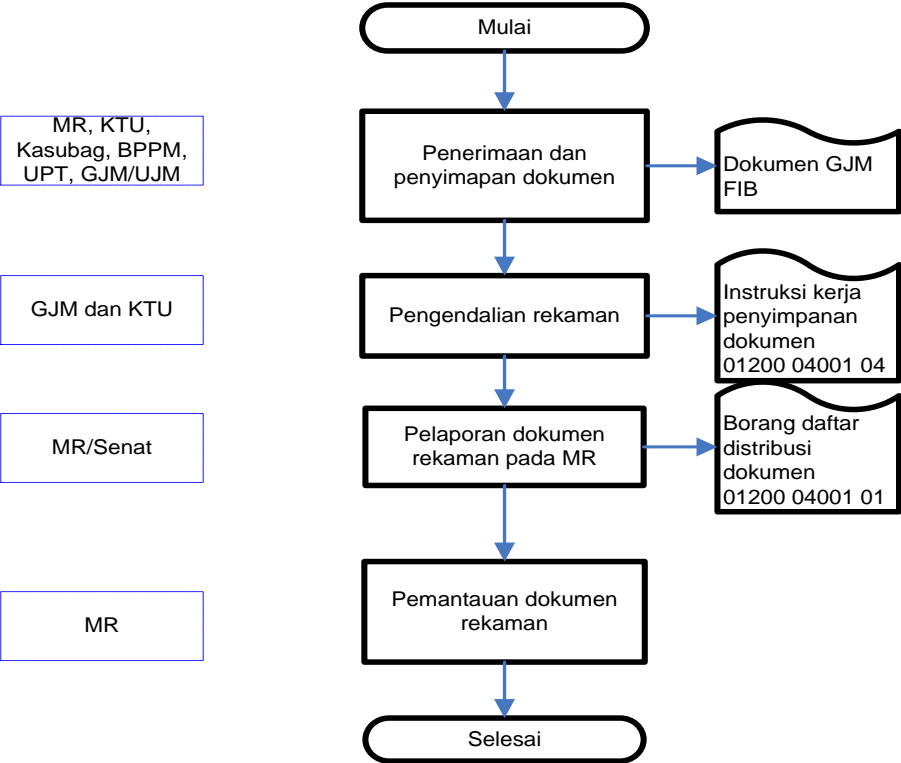 Mulai
MR, KTU,
Kasubag, BPPM,
UPT, GJM/UJM
Penerimaan dan
penyimapan dokumen
Dokumen GJM
FIB
GJM dan KTU
Pengendalian rekaman
Instruksi kerja
penyimpanan
dokumen
01200 04001 04
MR/Senat
Pelaporan dokumen
rekaman pada MR
Borang daftar
distribusi
dokumen
01200 04001 01
MR
Pemantauan dokumen
rekaman
Selesai